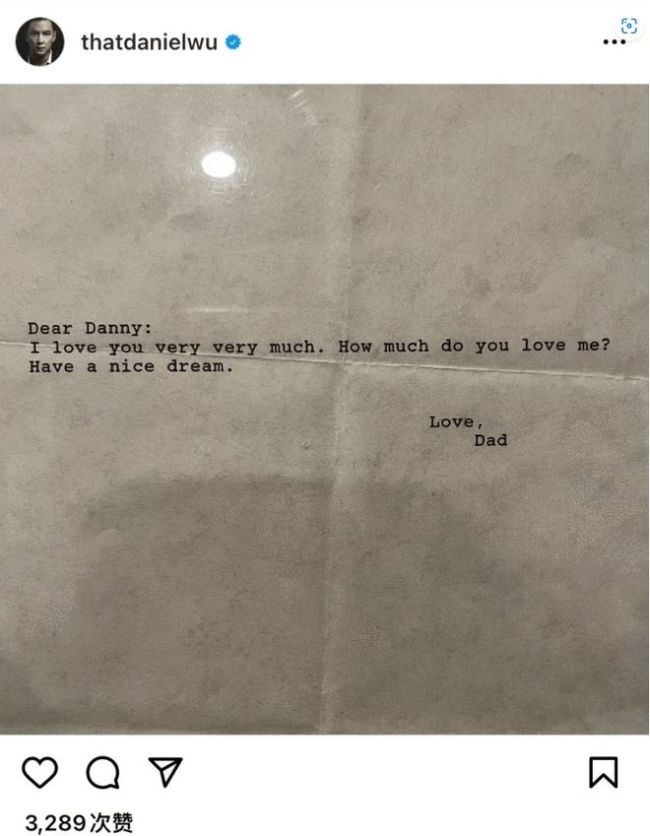 thatdanielwu
Dear Danny:
I love you very very much. How much do you love me?
Have a nice dream.
Love,
Dad
3,289次赞